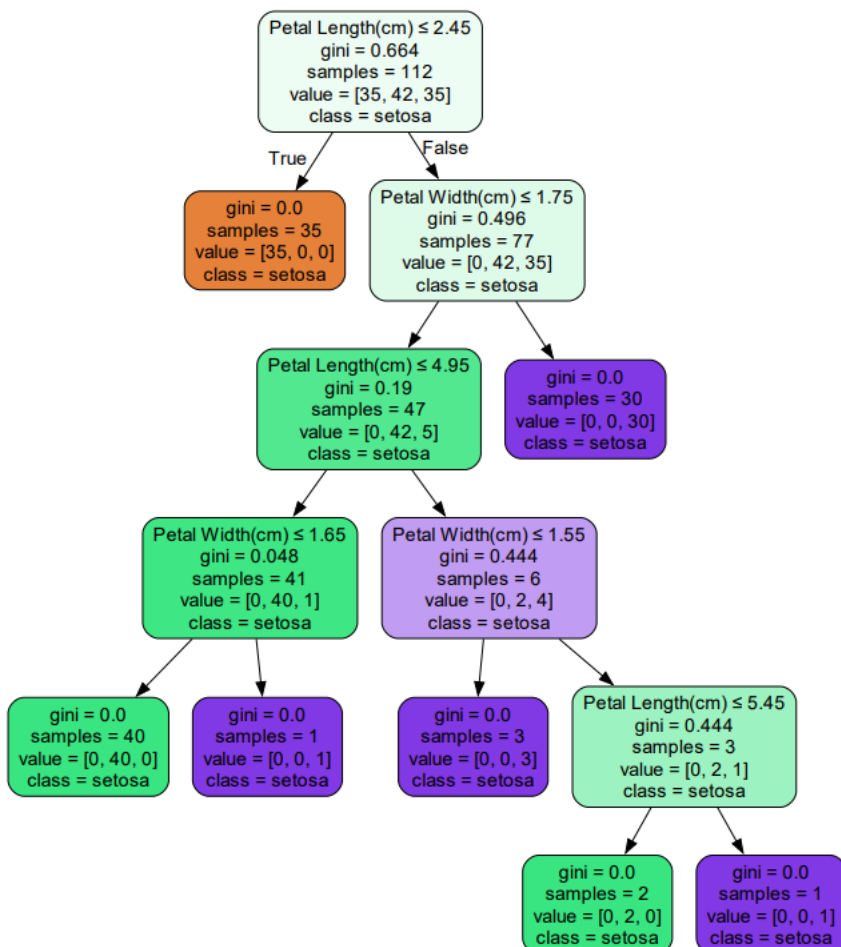 Petal Length(cm) ≤ 2.45
gini = 0.664
samples = 112
value = [35, 42, 35]
class = setosa
True
False
gini = 0.0
samples = 35
value = [35, 0, 0]
class = setosa
Petal Width(cm) ≤ 1.75
gini = 0.496
samples = 77
value = [0, 42, 35]
class = setosa
Petal Length(cm) ≤ 4.95
gini = 0.19
samples = 47
value = [0, 42, 5]
class = setosa
gini = 0.0
samples = 30
value = [0, 0, 30]
class = setosa
Petal Width(cm) ≤ 1.65
gini = 0.048
samples = 41
value = [0, 40, 1]
class = setosa
Petal Width(cm) ≤ 1.55
gini = 0.444
samples = 6
value = [0, 2, 4]
class = setosa
gini = 0.0
samples = 40
value = [0, 40, 0]
class = setosa
gini = 0.0
samples = 1
value = [0, 0, 1]
class = setosa
gini = 0.0
samples = 3
value = [0, 0, 3]
class = setosa
Petal Length(cm) ≤ 5.45
gini = 0.444
samples = 3
value = [0, 2, 1]
class = setosa
gini = 0.0
samples = 2
value = [0, 2, 0]
class = setosa
gini = 0.0
samples = 1
value = [0, 0, 1]
class = setosa